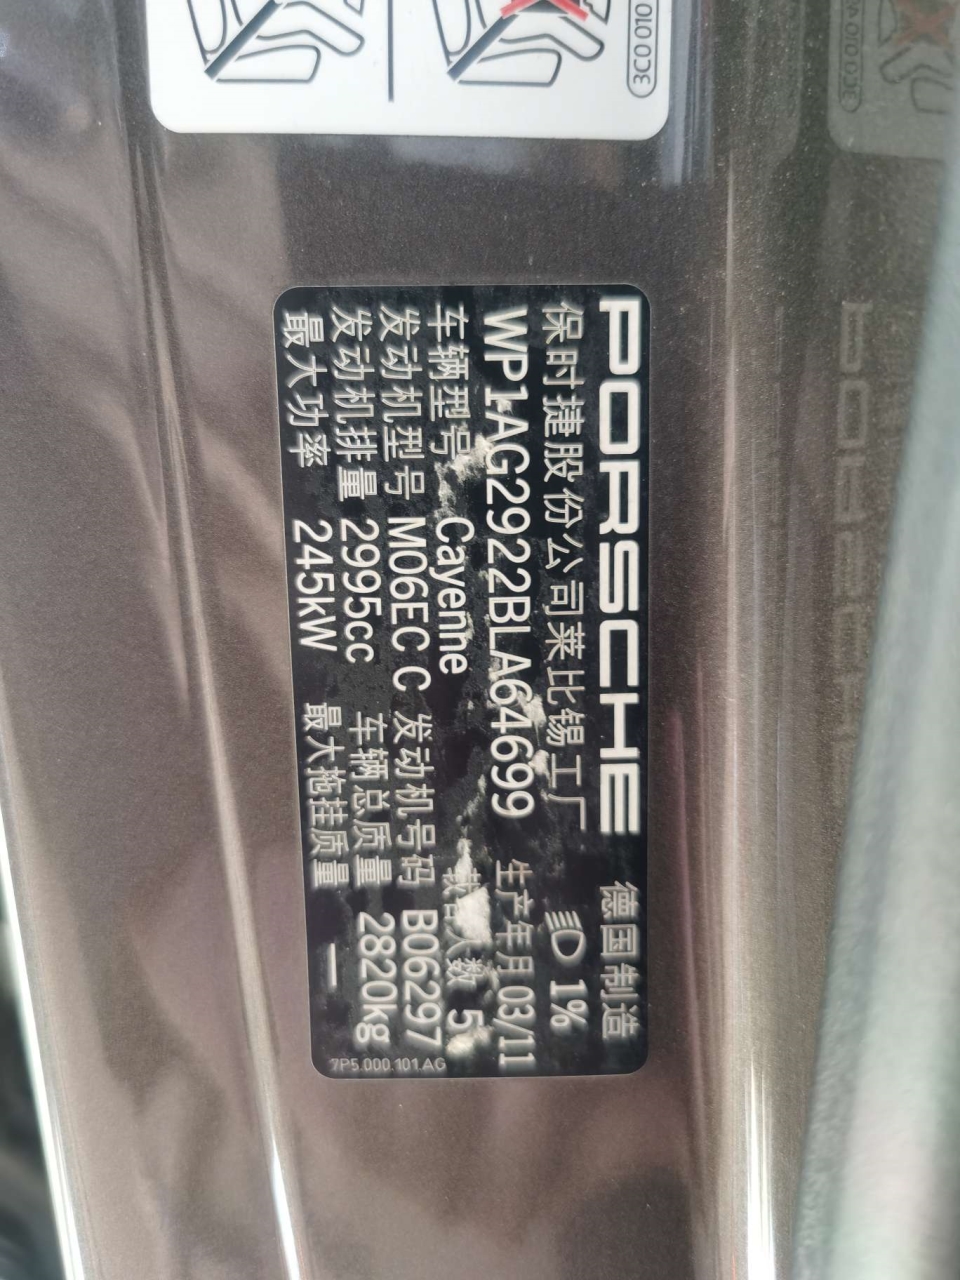 3C0 010
PORSCHE 德国制造
保时捷股份公司莱比锡工厂 1%
WP1AG2922BLA64699 生产年月 03/11
车辆型号 Cayenne 载客人数 5
发动机型号 M06EC C 发动机号码 B06297
发动机排量 2995cc 车辆总质量 2820kg
最大功率 245kW 最大拖挂质量 —
7P5.000.101 AG